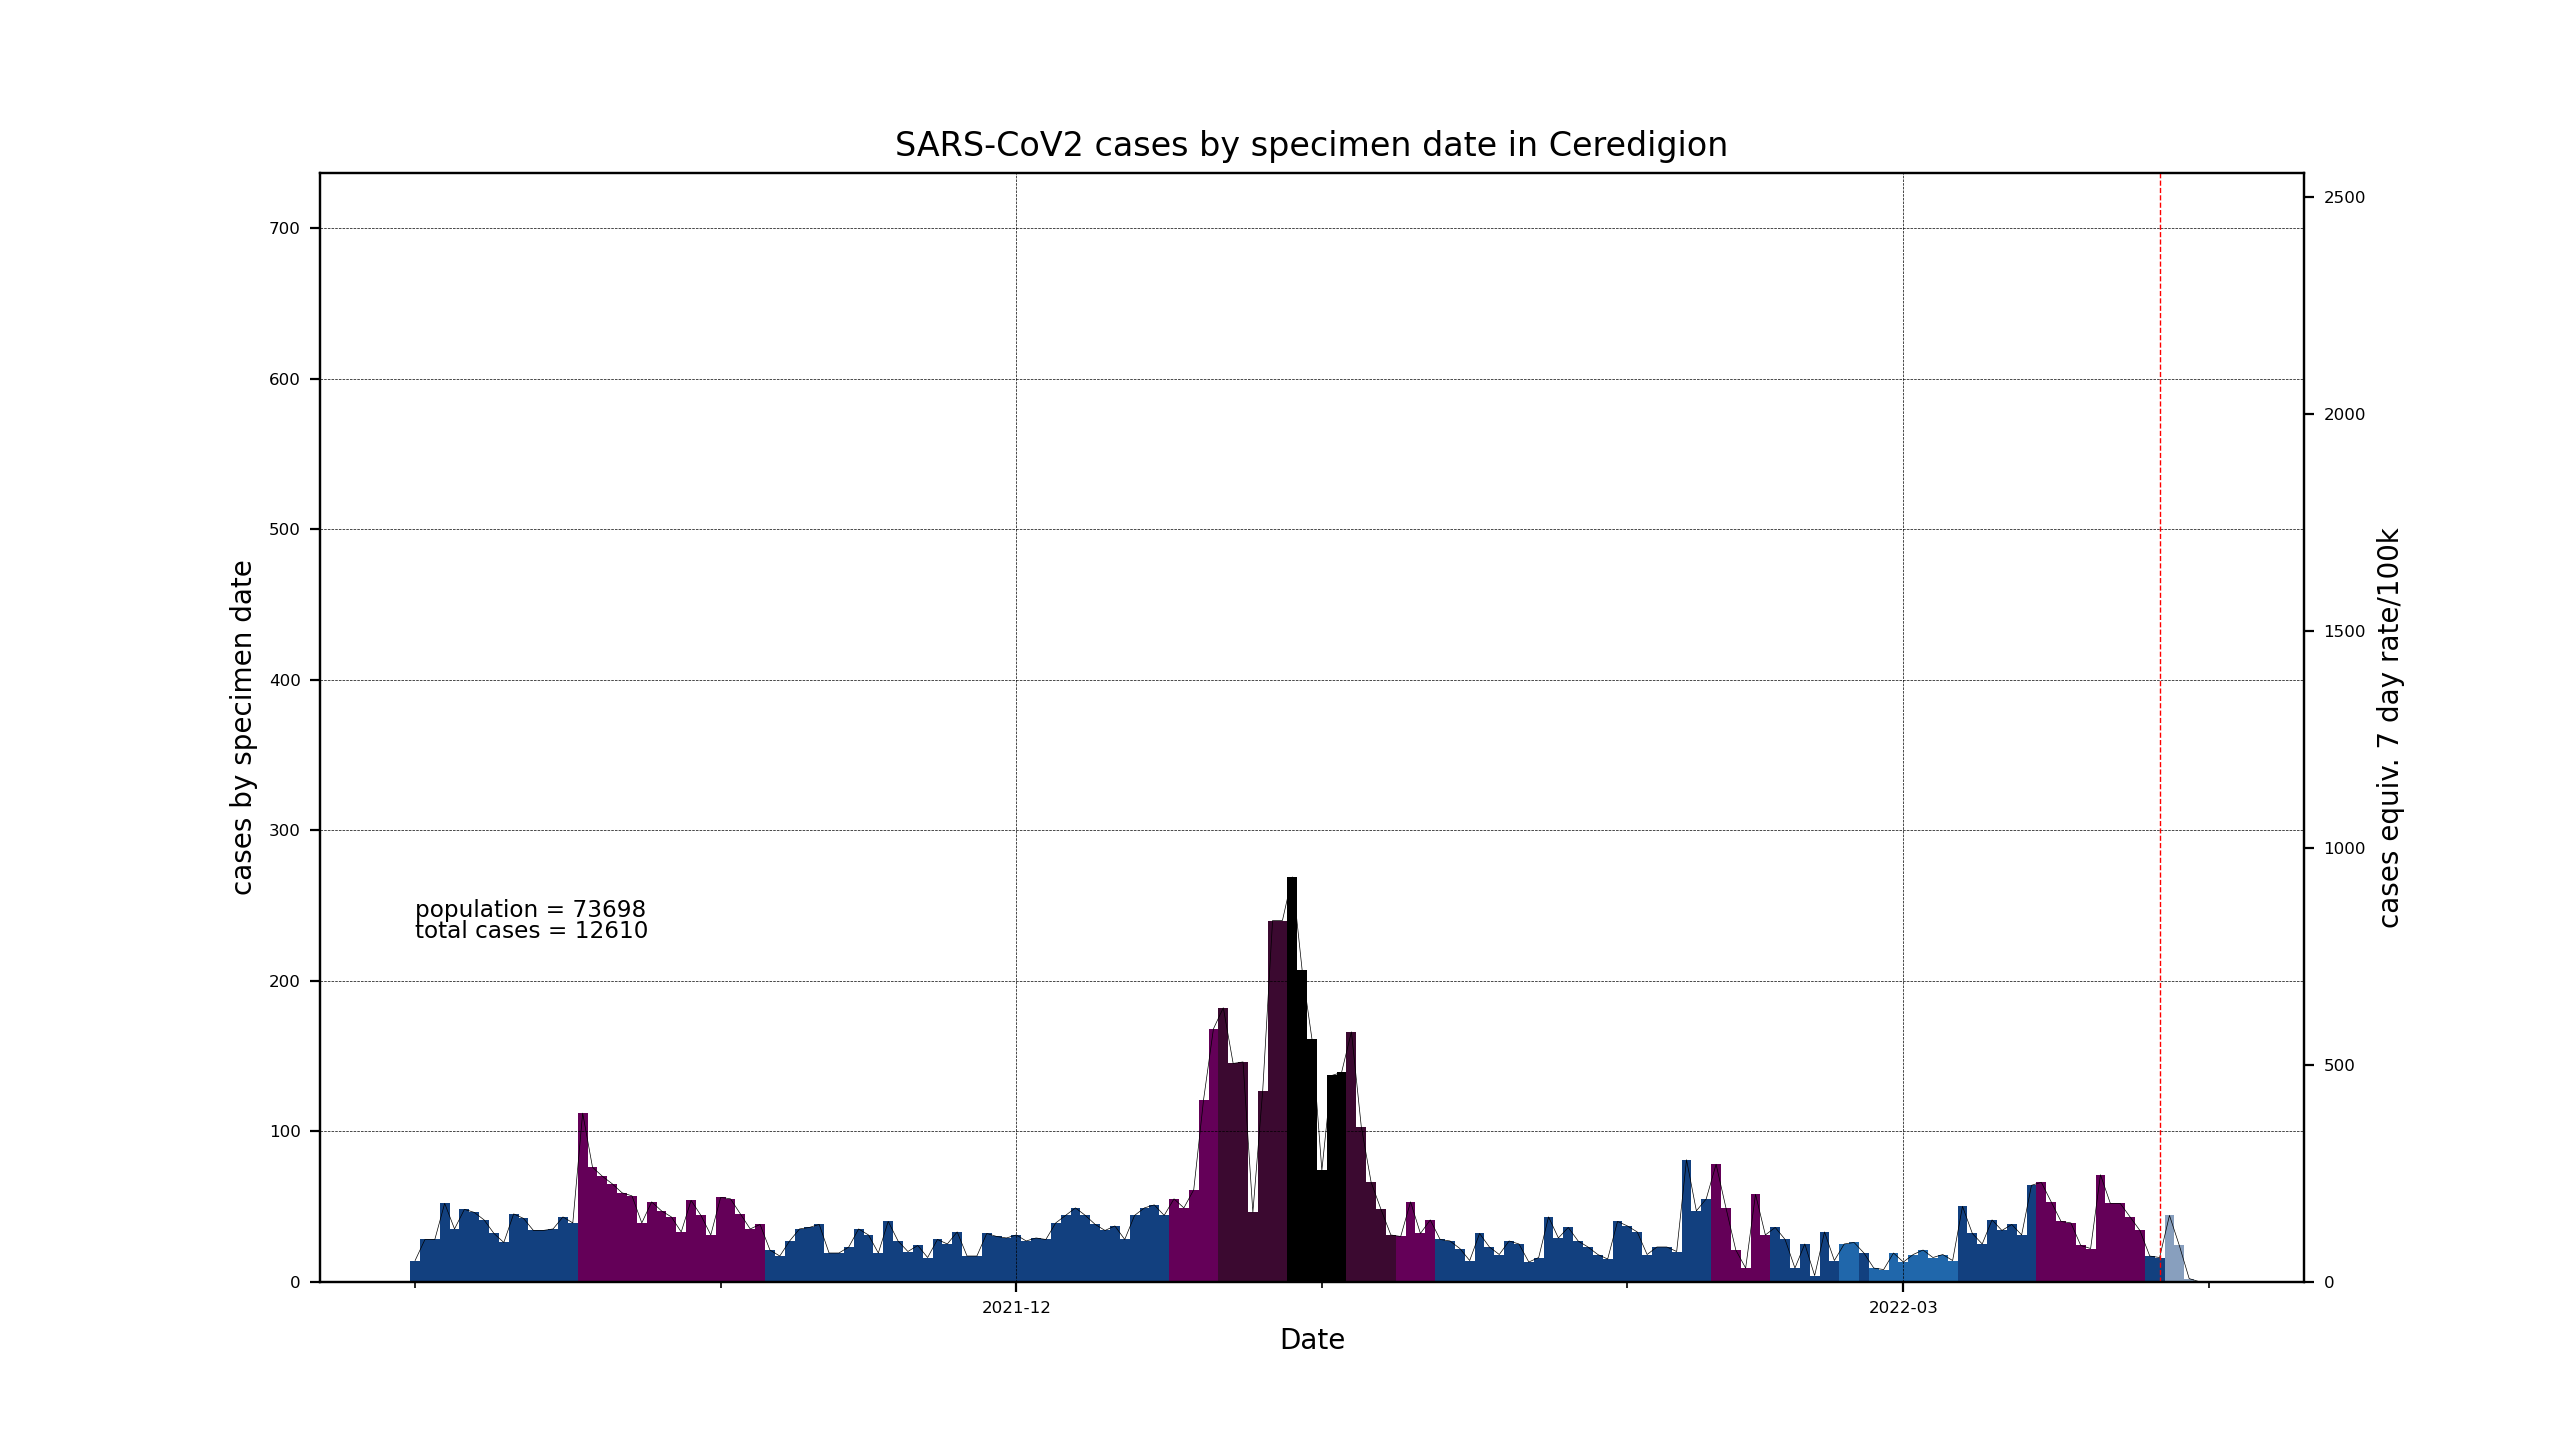 SARS-CoV2 cases by specimen date in Ceredigion
700
600
500
400
300
200
100
0
cases by specimen date
population = 73698
total cases = 12610
2500
2000
1500
1000
500
0
cases equiv. 7 day rate/100k
2021-12
2022-03
Date